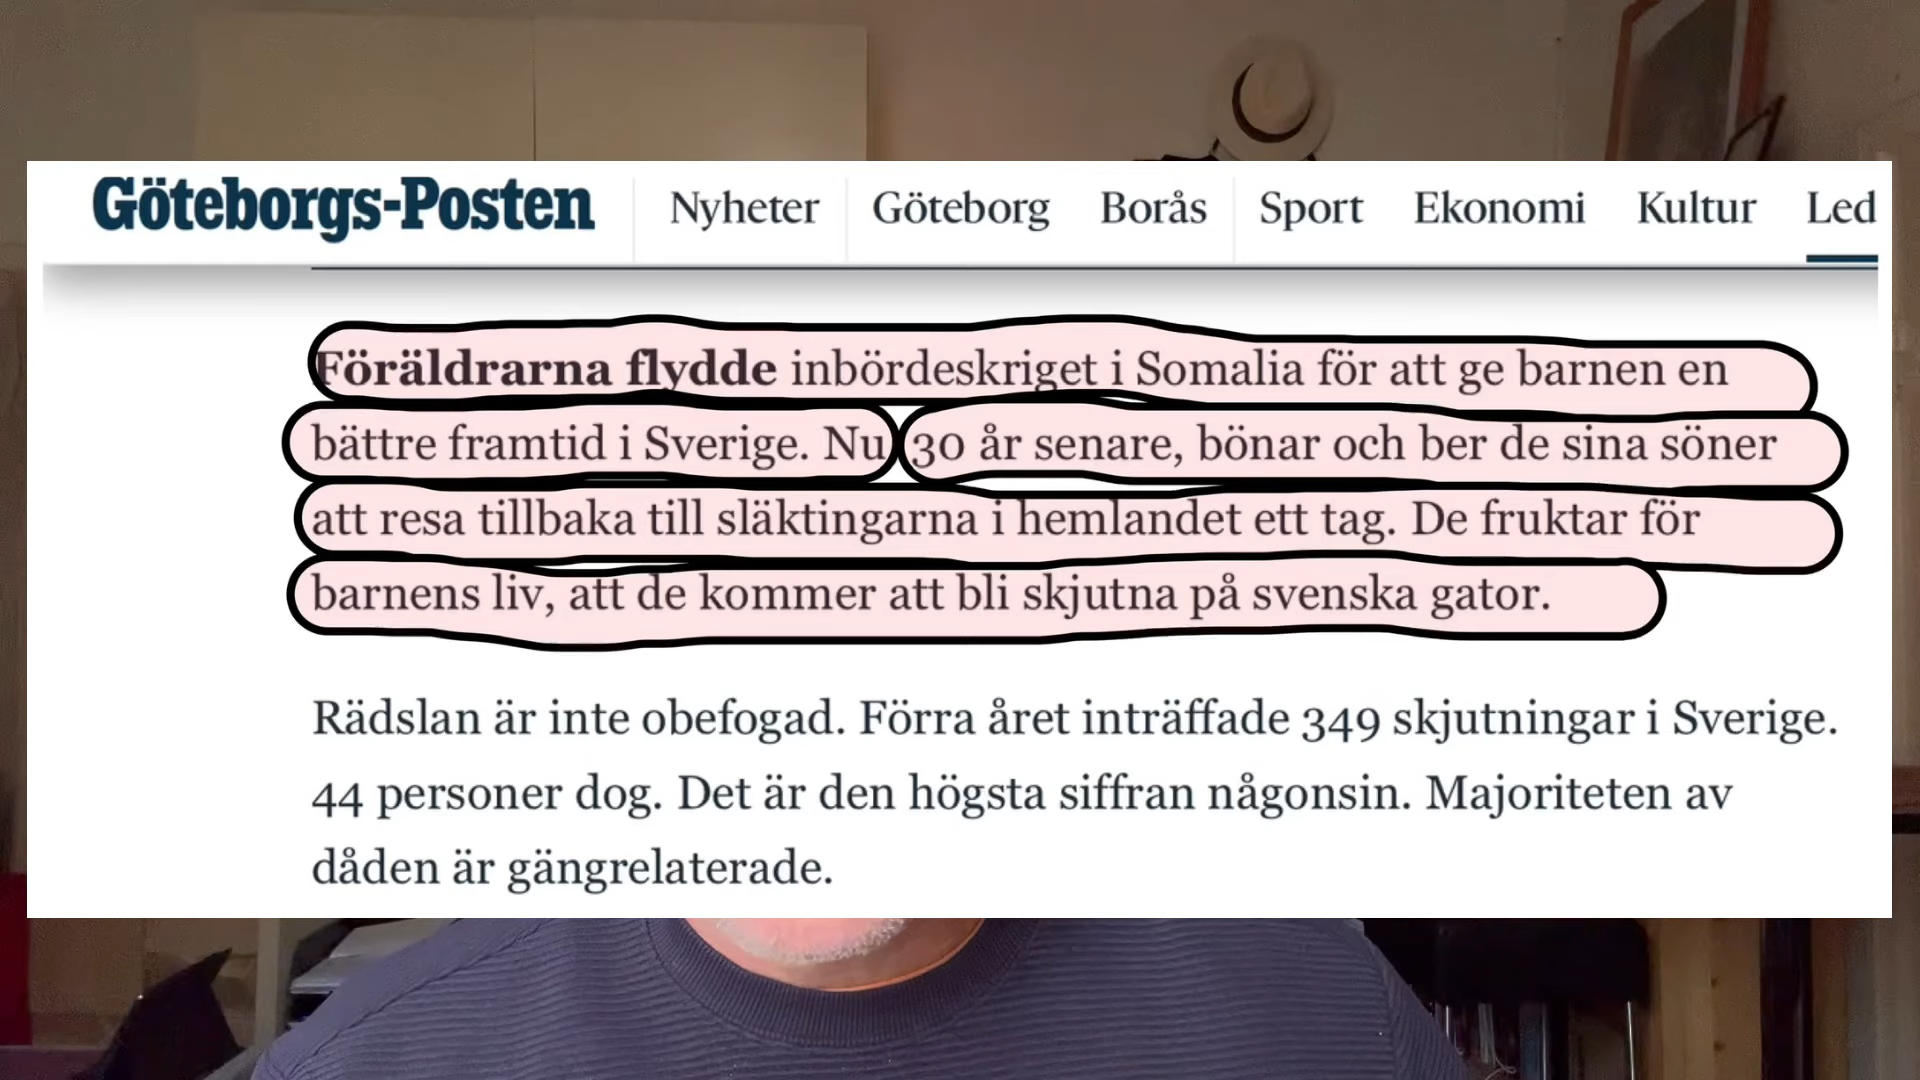 Göteborgs-Posten Nyheter Göteborg Borås Sport Ekonomi Kultur Led
Föräldrarna flydde inbördeskriget i Somalia för att ge barnen en
bättre framtid i Sverige. Nu 30 år senare, bönar och ber de sina söner
att resa tillbaka till släktingarna i hemlandet ett tag. De fruktar för
barnens liv, att de kommer att bli skjutna på svenska gator.
Rädslan är inte obefogad. Förra året inträffade 349 skjutningar i Sverige.
44 personer dog. Det är den högsta siffran någonsin. Majoriteten av
dåden är gängrelaterade.